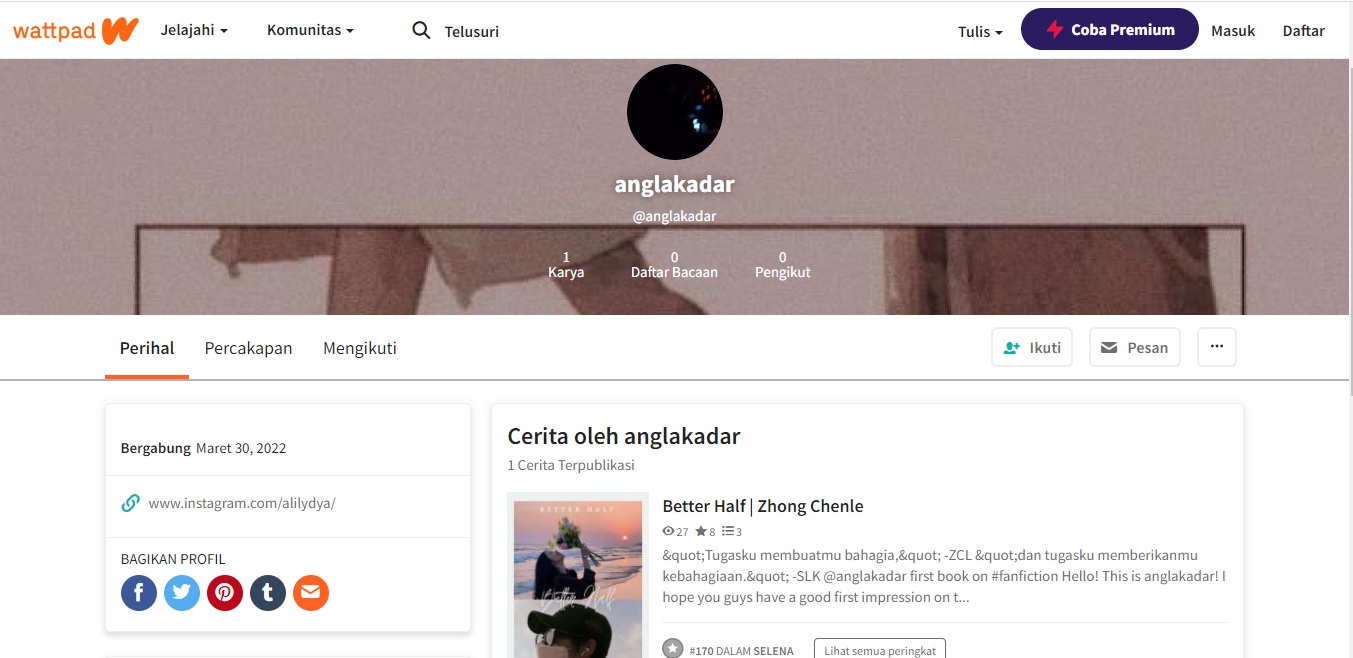 wattpad
Jelajahi
Komunitas
Telusuri
Tulis
Coba Premium
Masuk
Daftar
anglakadar
@anglakadar
1
Karya
0
Daftar Bacaan
0
Pengikut
Perihal
Percakapan
Mengikuti
Ikuti
Pesan
Bergabung Maret 30, 2022
www.instagram.com/alilydya/
BAGIKAN PROFIL
Cerita oleh anglakadar
1 Cerita Terpublikasi
BETTER HALF
Better Half
Better Half | Zhong Chenle
27 8 3
&quot;Tugasku membuatmu bahagia,&quot; -ZCL &quot;dan tugasku memberikanmu
kebahagiaan.&quot; -SLK @anglakadar first book on #fanfiction Hello! This is anglakadar! I
hope you guys have a good first impression on t...
#170 DALAM SELENA
Lihat semua peringkat